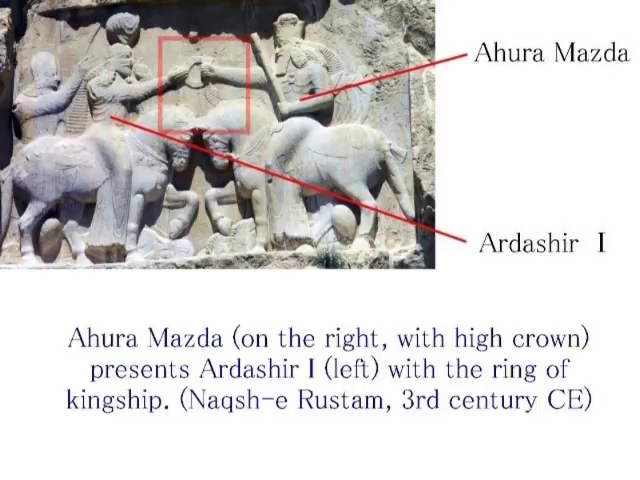 Ahura Mazda
Ardashir I
Ahura Mazda (on the right, with high crown)
presents Ardashir I (left) with the ring of
kingship. (Naqsh-e Rustam, 3rd century CE)